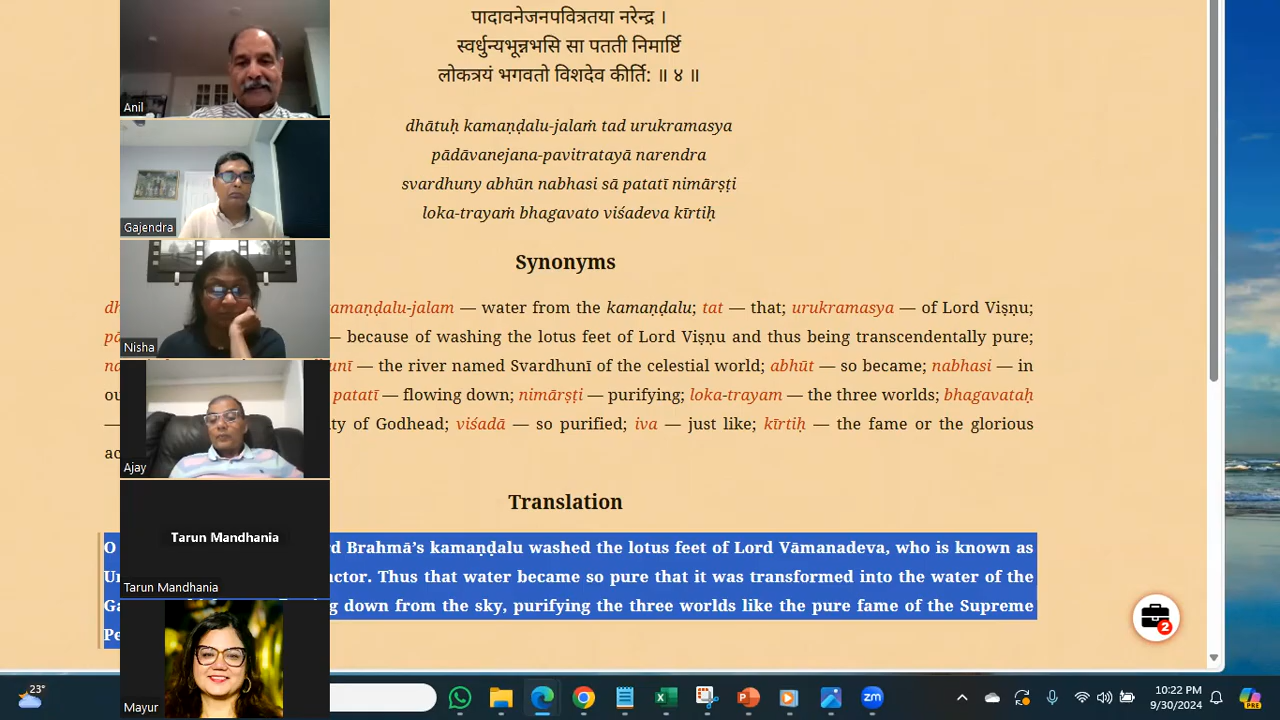 पादावनेजनपवित्रतया नरेन्द्र ।
स्वर्धुन्यभून्नभसि सा पतती निमार्ष्टि
लोकत्रयं भगवतो विशदेव कीर्ति: ॥ ४ ॥
dhātuḥ kamaṇḍalu-jalaṁ tad urukramasya
pādāvanejana-pavitratayā narendra
svardhuny abhūn nabhasi sā patatī nimārṣṭi
loka-trayaṁ bhagavato viśadeva kīrtiḥ
Synonyms
amaṇḍalu-jalam — water from the kamaṇḍalu; tat — that; urukramasya — of Lord Viṣṇu;
— because of washing the lotus feet of Lord Viṣṇu and thus being transcendentally pure;
unī — the river named Svardhunī of the celestial world; abhūt — so became; nabhasi — in
patatī — flowing down; nimārṣṭi — purifying; loka-trayam — the three worlds; bhagavataḥ
— ity of Godhead; viśadā — so purified; iva — just like; kīrtiḥ — the fame or the glorious
Translation
O rd Brahmā’s kamaṇḍalu washed the lotus feet of Lord Vāmanadeva, who is known as
actor. Thus that water became so pure that it was transformed into the water of the
g down from the sky, purifying the three worlds like the pure fame of the Supreme
Anil
Gajendra
Nisha
Ajay
Tarun Mandhania
Tarun Mandhania
Mayur
2
23°
zm
10:22 PM
9/30/2024
PRE